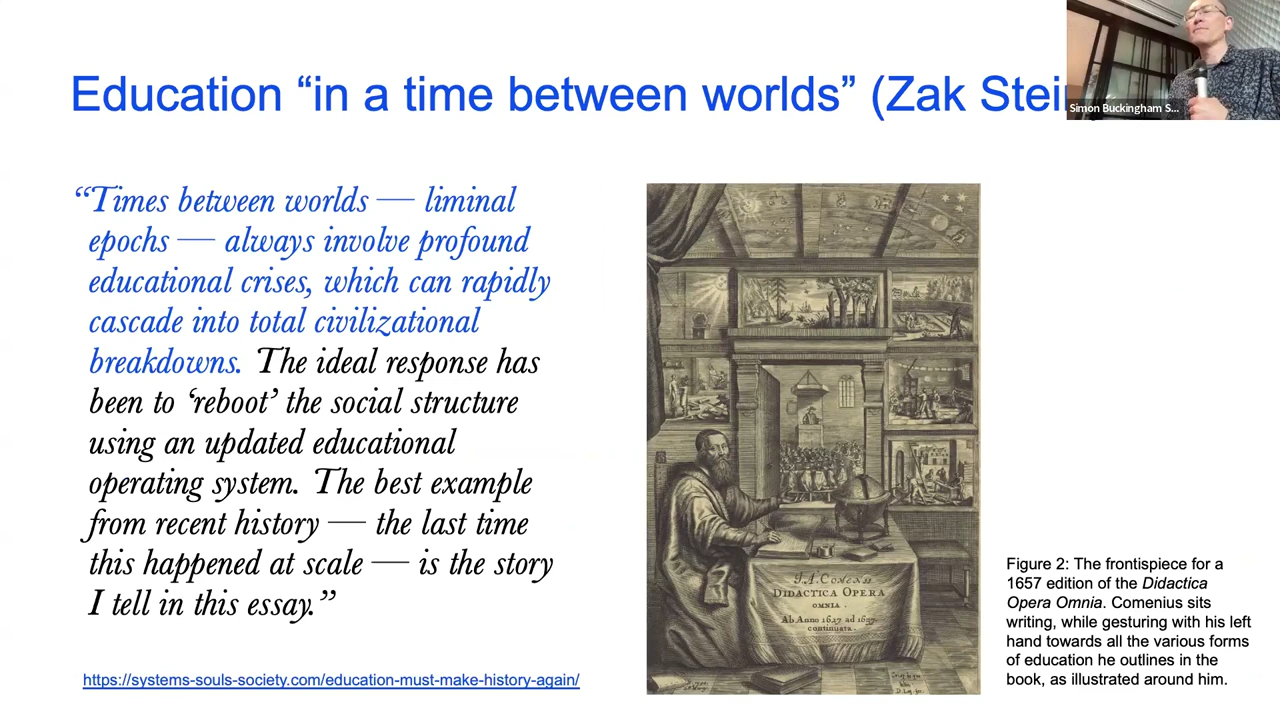 Education “in a time between worlds” (Zak Stein
Simon Buckingham S...
“Times between worlds — liminal
epochs — always involve profound
educational crises, which can rapidly
cascade into total civilizational
breakdowns. The ideal response has
been to ‘reboot’ the social structure
using an updated educational
operating system. The best example
from recent history — the last time
this happened at scale — is the story
I tell in this essay.”
https://systems-souls-society.com/education-must-make-history-again/
DIDACTICA OPERA
OMNIA.
Ab Anno 1627 ad 1657
continuata.
Figure 2: The frontispiece for a
1657 edition of the Didactica
Opera Omnia. Comenius sits
writing, while gesturing with his left
hand towards all the various forms
of education he outlines in the
book, as illustrated around him.